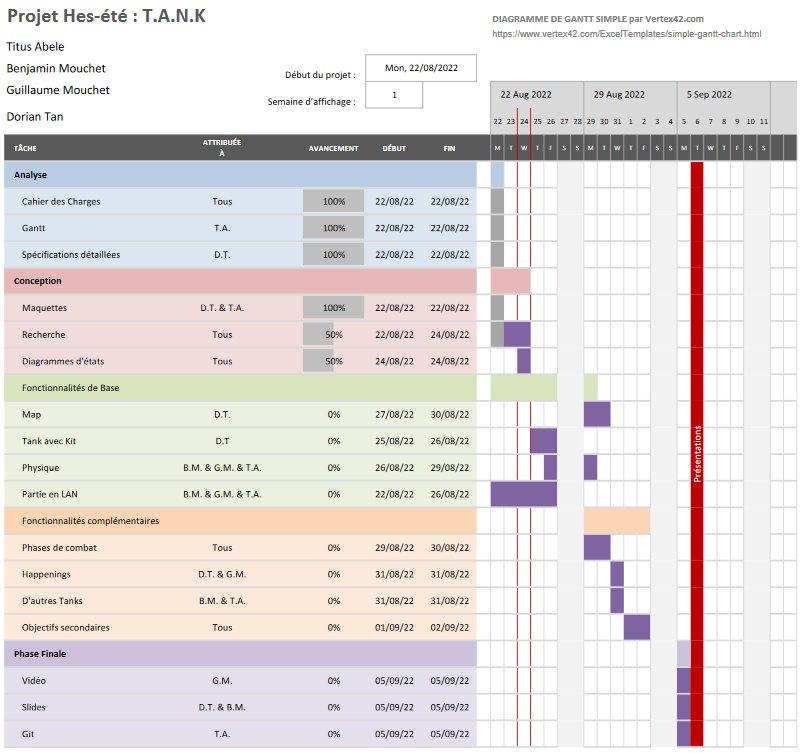 Projet Hes-été : T.A.N.K
DIAGRAMME DE GANTT SIMPLE par Vertex42.com
https://www.vertex42.com/ExcelTemplates/simple-gantt-chart.html
Titus Abele
Benjamin Mouchet
Guillaume Mouchet
Dorian Tan
Début du projet : Mon, 22/08/2022
Semaine d'affichage : 1
22 Aug 2022 29 Aug 2022 5 Sep 2022
22 23 24 25 26 27 28 29 30 31 1 2 3 4 5 6 7 8 9 10 11
TÂCHE ATTRIBUÉE À AVANCEMENT DÉBUT FIN M T W T F S S M T W T F S S M T W T F S S
Analyse
Cahier des Charges Tous 100% 22/08/22 22/08/22
Gantt T.A. 100% 22/08/22 22/08/22
Spécifications détaillées D.T. 100% 22/08/22 22/08/22
Conception
Maquettes D.T. & T.A. 100% 22/08/22 22/08/22
Recherche Tous 50% 22/08/22 24/08/22
Diagrammes d'états Tous 50% 24/08/22 24/08/22
Fonctionnalités de Base
Map D.T. 0% 27/08/22 30/08/22
Tank avec Kit D.T 0% 25/08/22 26/08/22
Physique B.M. & G.M. & T.A. 0% 26/08/22 29/08/22
Partie en LAN B.M. & G.M. & T.A. 0% 22/08/22 26/08/22
Fonctionnalités complémentaires
Phases de combat Tous 0% 29/08/22 30/08/22
Happenings D.T. & G.M. 0% 31/08/22 31/08/22
D'autres Tanks B.M. & T.A. 0% 31/08/22 31/08/22
Objectifs secondaires Tous 0% 01/09/22 02/09/22
Phase Finale
Vidéo G.M. 0% 05/09/22 05/09/22
Slides D.T. & B.M. 0% 05/09/22 05/09/22
Git T.A. 0% 05/09/22 05/09/22
Présentations